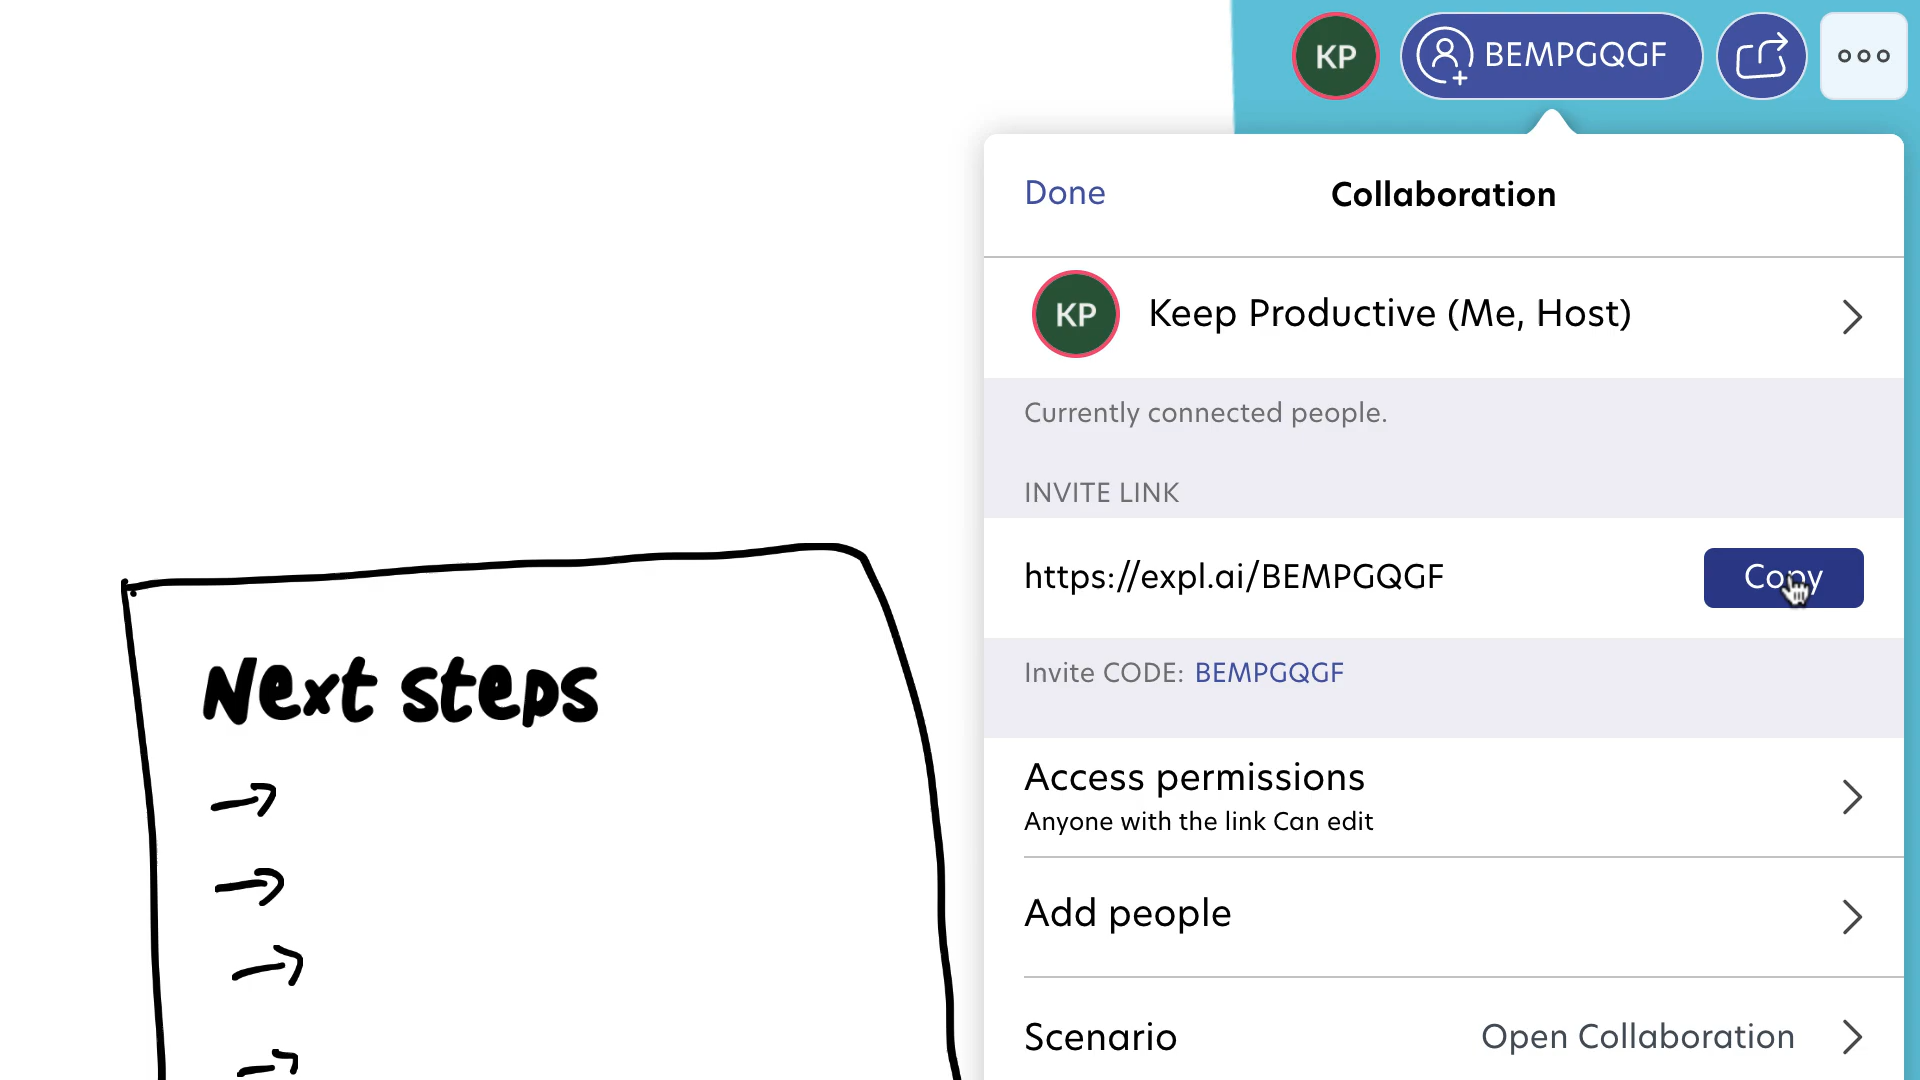 KP BEMPGQGF
Done Collaboration
KP Keep Productive (Me, Host)
Currently connected people.
INVITE LINK
https://expl.ai/BEMPGQGF Copy
Invite CODE: BEMPGQGF
Access permissions
Anyone with the link Can edit
Add people
Scenario Open Collaboration
Next steps